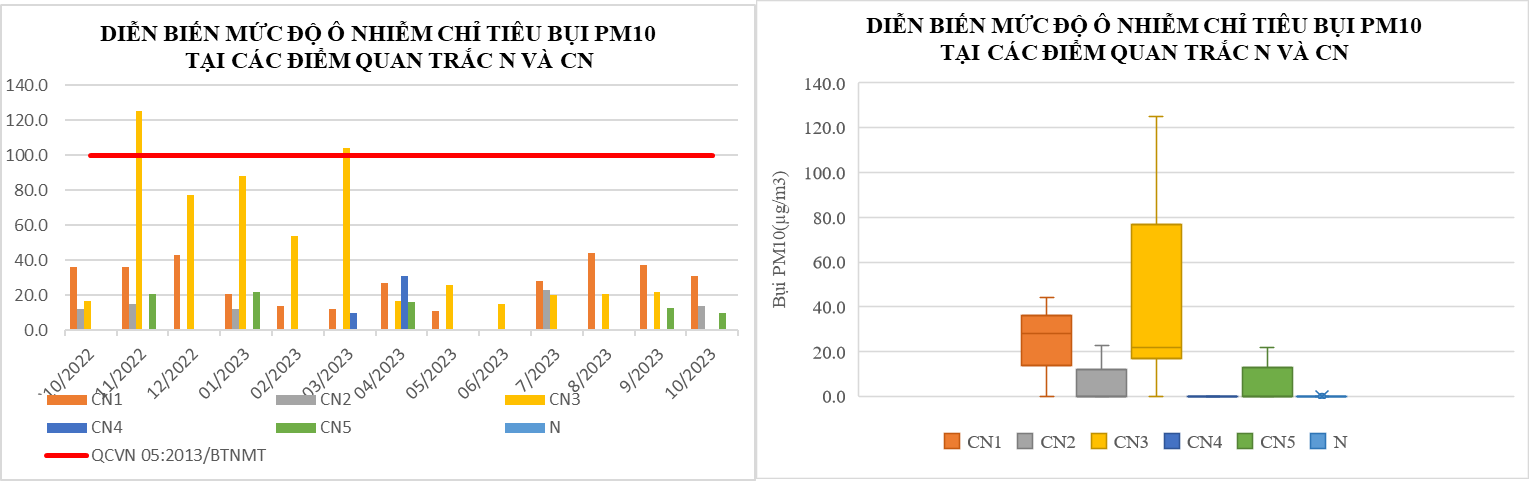 DIỄN BIẾN MỨC ĐỘ Ô NHIỄM CHỈ TIÊU BỤI PM10
TẠI CÁC ĐIỂM QUAN TRẮC N VÀ CN
140.0
120.0
100.0
80.0
60.0
40.0
20.0
0.0
10/2022
11/2022
12/2022
01/2023
02/2023
03/2023
04/2023
05/2023
06/2023
7/2023
8/2023
9/2023
10/2023
CN1
CN2
CN3
CN4
CN5
N
QCVN 05:2013/BTNMT
DIỄN BIẾN MỨC ĐỘ Ô NHIỄM CHỈ TIÊU BỤI PM10
TẠI CÁC ĐIỂM QUAN TRẮC N VÀ CN
Bụi PM10(µg/m3)
140.0
120.0
100.0
80.0
60.0
40.0
20.0
0.0
CN1 CN2 CN3 CN4 CN5 N